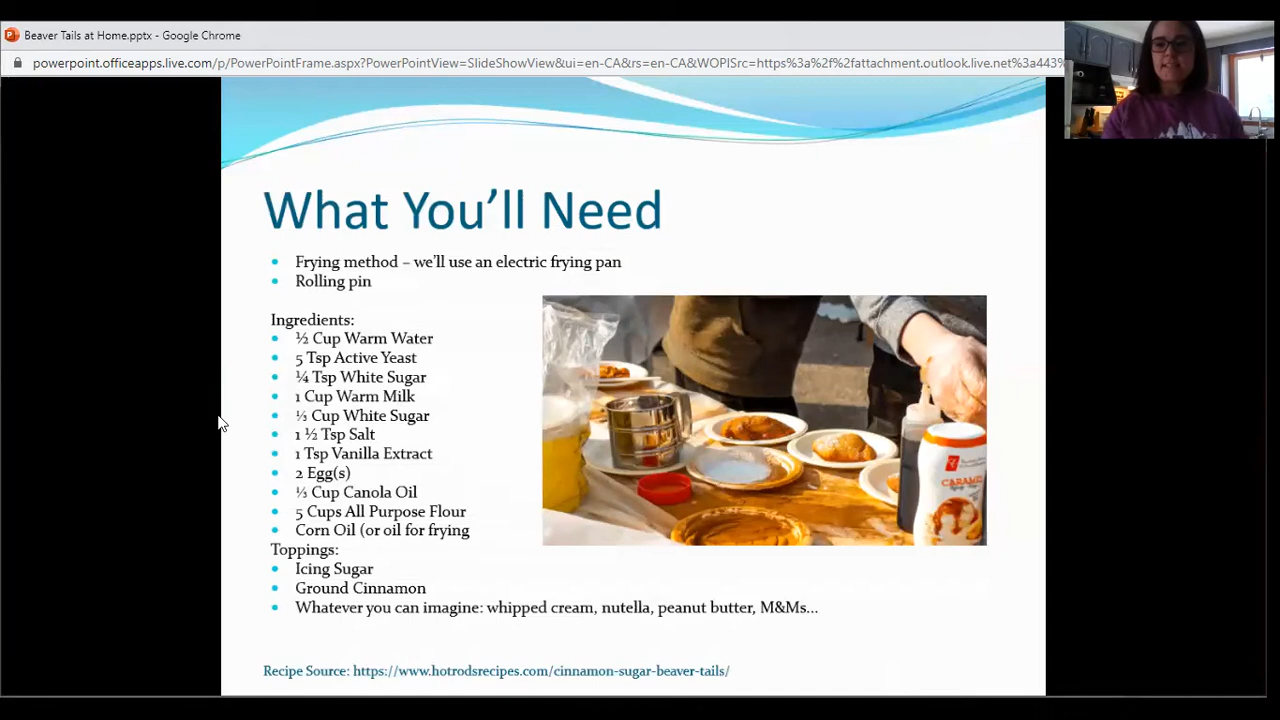 Beaver Tails at Home.pptx - Google Chrome
powerpoint.officeapps.live.com/p/PowerPointFrame.aspx?PowerPointView=SlideShowView&ui=en-CA&rs=en-CA&WOPISrc=https%3a%2f%2fattachment.outlook.live.net%3a443%
What You’ll Need
• Frying method – we’ll use an electric frying pan
• Rolling pin
Ingredients:
• ½ Cup Warm Water
• 5 Tsp Active Yeast
• ¼ Tsp White Sugar
• 1 Cup Warm Milk
• ⅓ Cup White Sugar
• 1 ½ Tsp Salt
• 1 Tsp Vanilla Extract
• 2 Egg(s)
• ⅓ Cup Canola Oil
• 5 Cups All Purpose Flour
• Corn Oil (or oil for frying
Toppings:
• Icing Sugar
• Ground Cinnamon
• Whatever you can imagine: whipped cream, nutella, peanut butter, M&Ms…
CARAMEL
Recipe Source: https://www.hotrodsrecipes.com/cinnamon-sugar-beaver-tails/